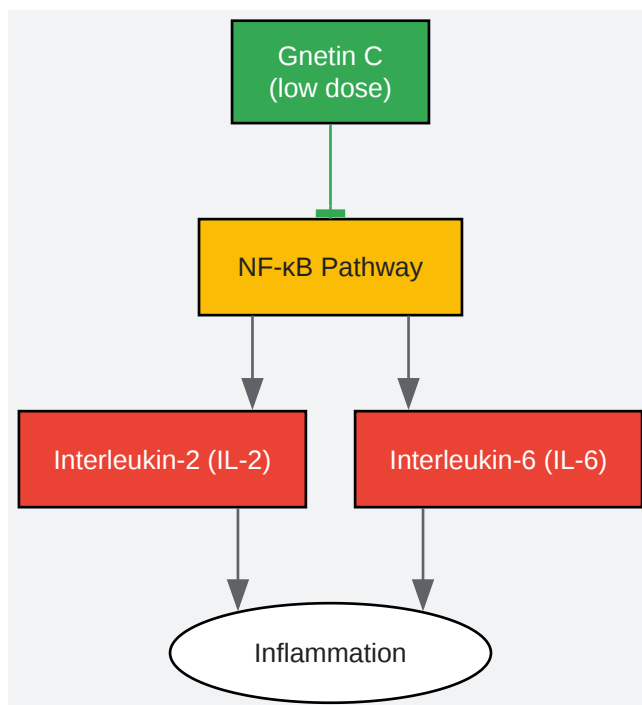 Gnetin C
(low dose)
NF-κB Pathway
Interleukin-2 (IL-2)
Interleukin-6 (IL-6)
Inflammation